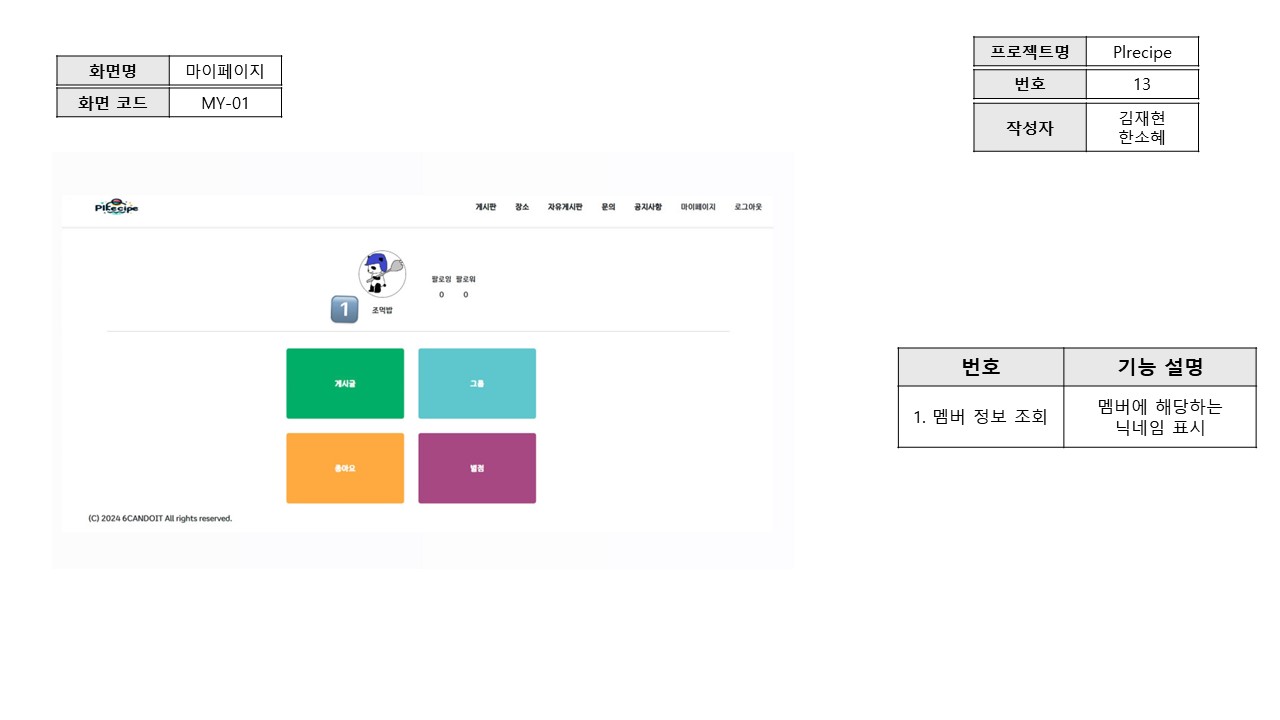 화면명 마이페이지
화면 코드 MY-01
프로젝트명 Plrecipe
번호 13
작성자 김재현
한소혜
PlRecipe
게시판 장소 자유게시판 문의 공지사항 마이페이지 로그아웃
팔로잉 팔로워
0 0
1 조먹밥
게시글 그룹
좋아요 별점
(C) 2024 6CANDOIT All rights reserved.
번호 기능 설명
1. 멤버 정보 조회 멤버에 해당하는
닉네임 표시